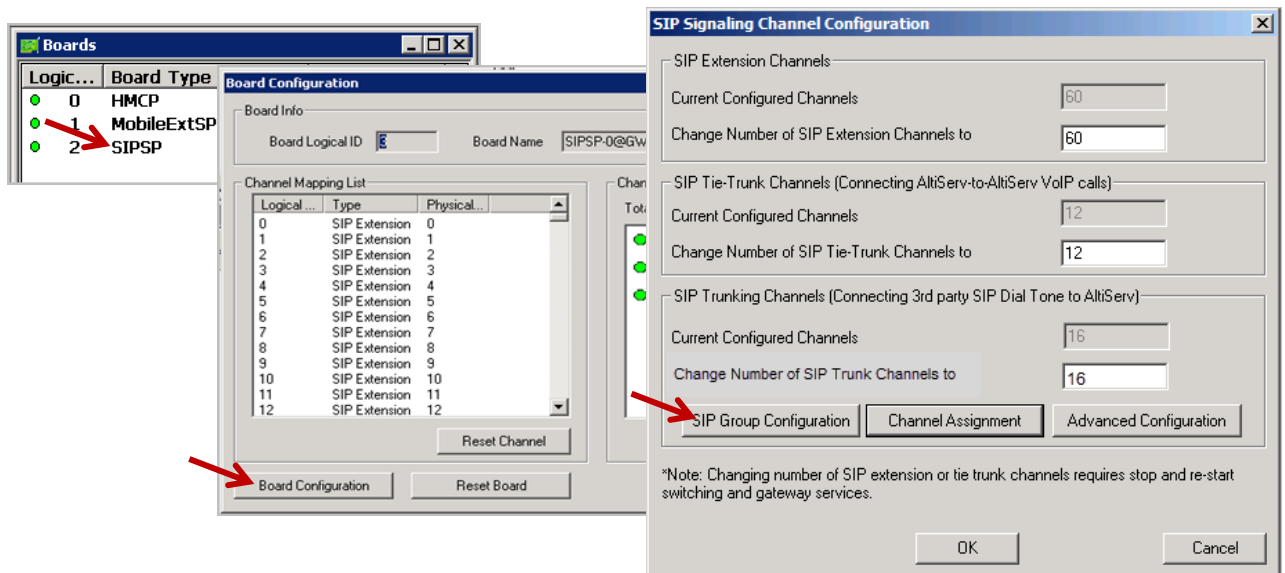 Boards
Logic... Board Type
0 HMCP
1 MobileExtSP
2 SIPSP
Board Configuration
Board Info
Board Logical ID 3 Board Name SIPSP-0@GW
Channel Mapping List
Logical ... Type Physical...
0 SIP Extension 0
1 SIP Extension 1
2 SIP Extension 2
3 SIP Extension 3
4 SIP Extension 4
5 SIP Extension 5
6 SIP Extension 6
7 SIP Extension 7
8 SIP Extension 8
9 SIP Extension 9
10 SIP Extension 10
11 SIP Extension 11
12 SIP Extension 12
Reset Channel
Chan
Tota
Board Configuration Reset Board
SIP Signaling Channel Configuration
SIP Extension Channels
Current Configured Channels 60
Change Number of SIP Extension Channels to 60
SIP Tie-Trunk Channels (Connecting AltiServ-to-AltiServ VoIP calls)
Current Configured Channels 12
Change Number of SIP Tie-Trunk Channels to 12
SIP Trunking Channels (Connecting 3rd party SIP Dial Tone to AltiServ)
Current Configured Channels 16
Change Number of SIP Trunk Channels to 16
SIP Group Configuration Channel Assignment Advanced Configuration
*Note: Changing number of SIP extension or tie trunk channels requires stop and re-start
switching and gateway services.
OK Cancel